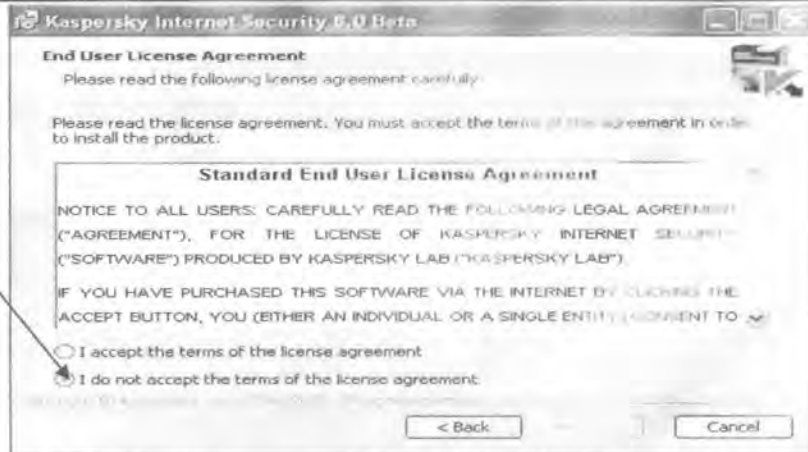 Kaspersky Internet Security 6.0 Beta
End User License Agreement
Please read the following license agreement carefully.
Please read the license agreement. You must accept the terms of this agreement in order
to install the product.
Standard End User License Agreement
NOTICE TO ALL USERS: CAREFULLY READ THE FOLLOWING LEGAL AGREEMENT
("AGREEMENT"), FOR THE LICENSE OF KASPERSKY INTERNET SECURITY
("SOFTWARE") PRODUCED BY KASPERSKY LAB ("KASPERSKY LAB").
IF YOU HAVE PURCHASED THIS SOFTWARE VIA THE INTERNET BY CLICKING THE
ACCEPT BUTTON, YOU (EITHER AN INDIVIDUAL OR A SINGLE ENTITY) CONSENT TO
I accept the terms of the license agreement
I do not accept the terms of the license agreement
< Back
Cancel